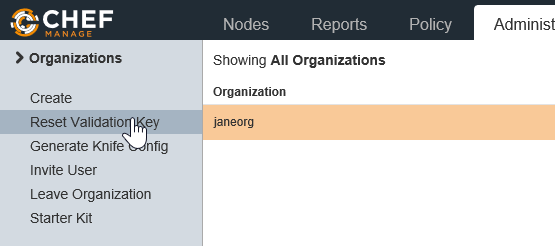 CHEF
MANAGE
Nodes Reports Policy Administ
Organizations
Showing All Organizations
Create
Organization
Reset Validation Key
janeorg
Generate Knife Config
Invite User
Leave Organization
Starter Kit